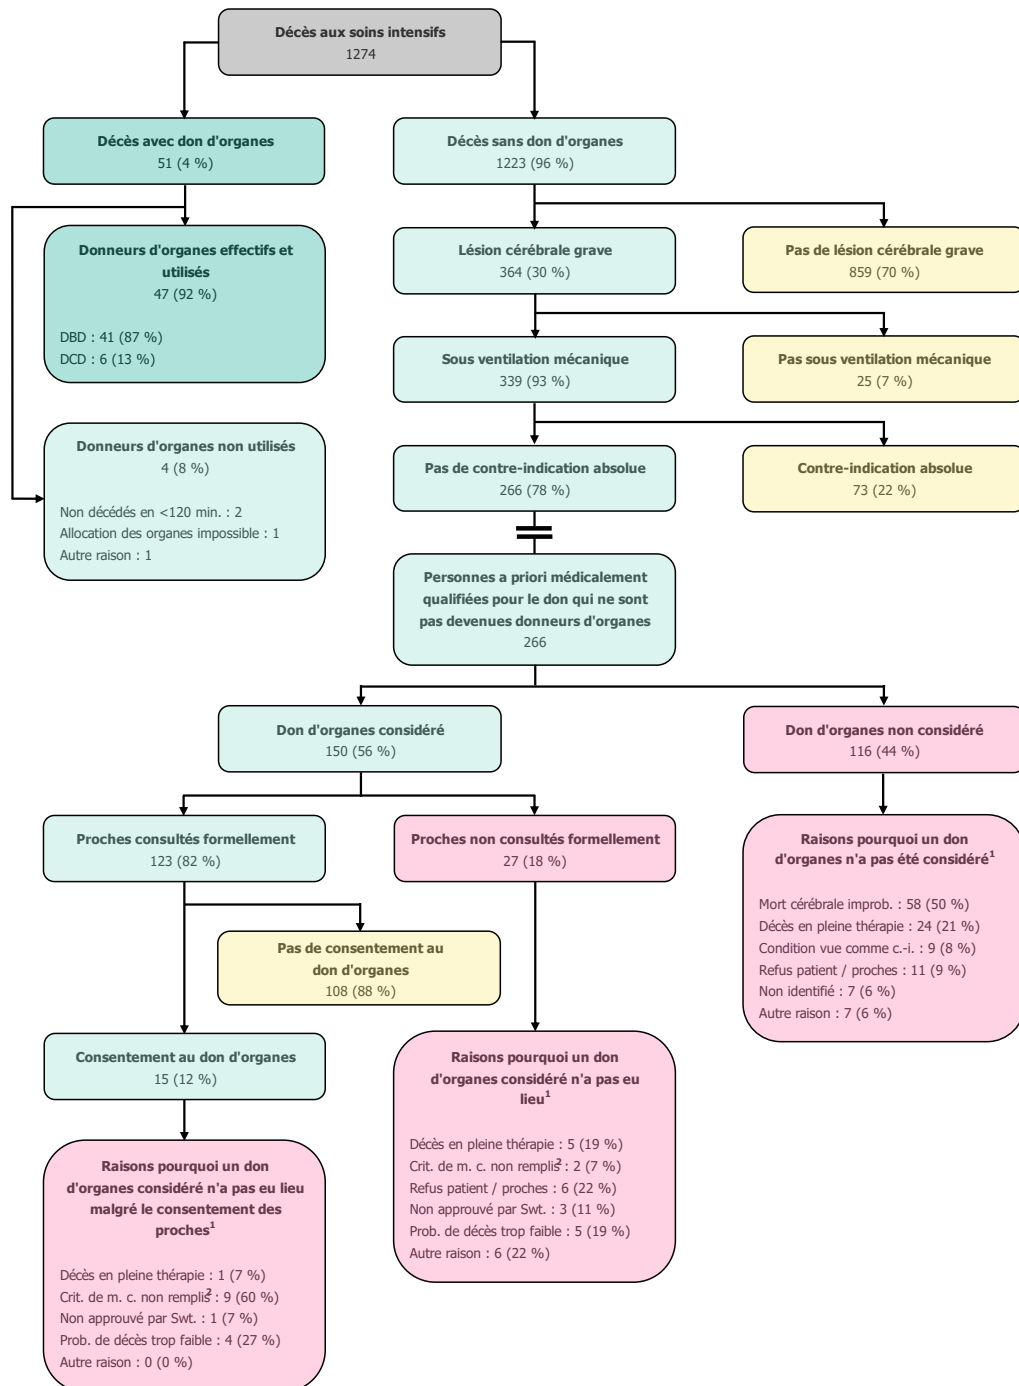 Décès aux soins intensifs
1274
Décès avec don d'organes
51 (4 %)
Décès sans don d'organes
1223 (96 %)
Donneurs d'organes effectifs et
utilisés
47 (92 %)
DBD : 41 (87 %)
DCD : 6 (13 %)
Lésion cérébrale grave
364 (30 %)
Pas de lésion cérébrale grave
859 (70 %)
Sous ventilation mécanique
339 (93 %)
Pas sous ventilation mécanique
25 (7 %)
Donneurs d'organes non utilisés
4 (8 %)
Non décédés en <120 min. : 2
Allocation des organes impossible : 1
Autre raison : 1
Pas de contre-indication absolue
266 (78 %)
Contre-indication absolue
73 (22 %)
Personnes a priori médicalement
qualifiées pour le don qui ne sont
pas devenues donneurs d'organes
266
Don d'organes considéré
150 (56 %)
Don d'organes non considéré
116 (44 %)
Proches consultés formellement
123 (82 %)
Proches non consultés formellement
27 (18 %)
Raisons pourquoi un don
d'organes n'a pas été considéré¹
Mort cérébrale improb. : 58 (50 %)
Décès en pleine thérapie : 24 (21 %)
Condition vue comme c.-i. : 9 (8 %)
Refus patient / proches : 11 (9 %)
Non identifié : 7 (6 %)
Autre raison : 7 (6 %)
Pas de consentement au
don d'organes
108 (88 %)
Consentement au don d'organes
15 (12 %)
Raisons pourquoi un don
d'organes considéré n'a pas eu
lieu¹
Décès en pleine thérapie : 5 (19 %)
Crit. de m. c. non remplis² : 2 (7 %)
Refus patient / proches : 6 (22 %)
Non approuvé par Swt. : 3 (11 %)
Prob. de décès trop faible : 5 (19 %)
Autre raison : 6 (22 %)
Raisons pourquoi un don
d'organes considéré n'a pas eu lieu
malgré le consentement des
proches¹
Décès en pleine thérapie : 1 (7 %)
Crit. de m. c. non remplis² : 9 (60 %)
Non approuvé par Swt. : 1 (7 %)
Prob. de décès trop faible : 4 (27 %)
Autre raison : 0 (0 %)